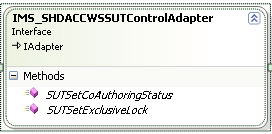 IMS_SHDACCWSSUTControlAdapter
Interface
IAdapter
Methods
SUTSetCoAuthoringStatus
SUTSetExclusiveLock